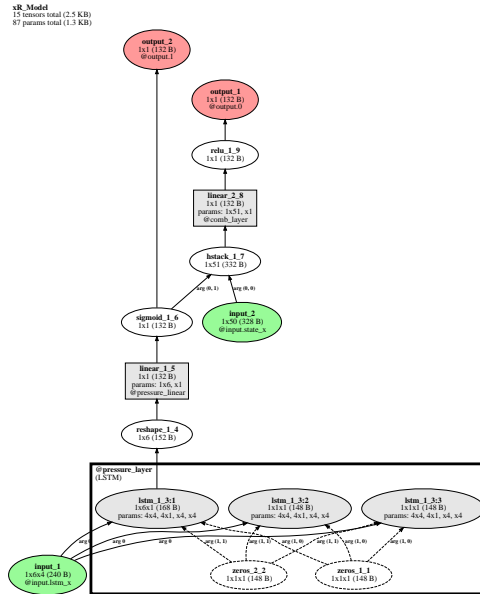 xR_Model
15 tensors total (2.5 KB)
87 params total (1.3 KB)
output_2
1x1 (132 B)
@output.1
output_1
1x1 (132 B)
@output.0
relu_1_9
1x1 (132 B)
linear_2_8
1x1 (132 B)
params: 1x51, x1
@comb_layer
hstack_1_7
1x51 (332 B)
arg (0, 1)
arg (0, 0)
sigmoid_1_6
1x1 (132 B)
input_2
1x50 (328 B)
@input.state_x
linear_1_5
1x1 (132 B)
params: 1x6, x1
@pressure_linear
reshape_1_4
1x6 (152 B)
@pressure_layer
(LSTM)
lstm_1_3:1
1x6x1 (168 B)
params: 4x4, 4x1, x4, x4
lstm_1_3:2
1x1x1 (148 B)
params: 4x4, 4x1, x4, x4
lstm_1_3:3
1x1x1 (148 B)
params: 4x4, 4x1, x4, x4
arg 0
arg 0
arg (1, 1)
arg (1, 1)
arg (1, 0)
arg 0
arg (1, 1)
arg (1, 0)
arg (1, 0)
input_1
1x6x4 (240 B)
@input.lstm_x
zeros_2_2
1x1x1 (148 B)
zeros_1_1
1x1x1 (148 B)